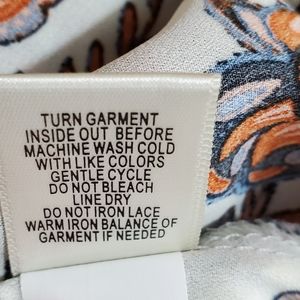 TURN GARMENT
INSIDE OUT BEFORE
MACHINE WASH COLD
WITH LIKE COLORS
GENTLE CYCLE
DO NOT BLEACH
LINE DRY
DO NOT IRON LACE
WARM IRON BALANCE OF
GARMENT IF NEEDED